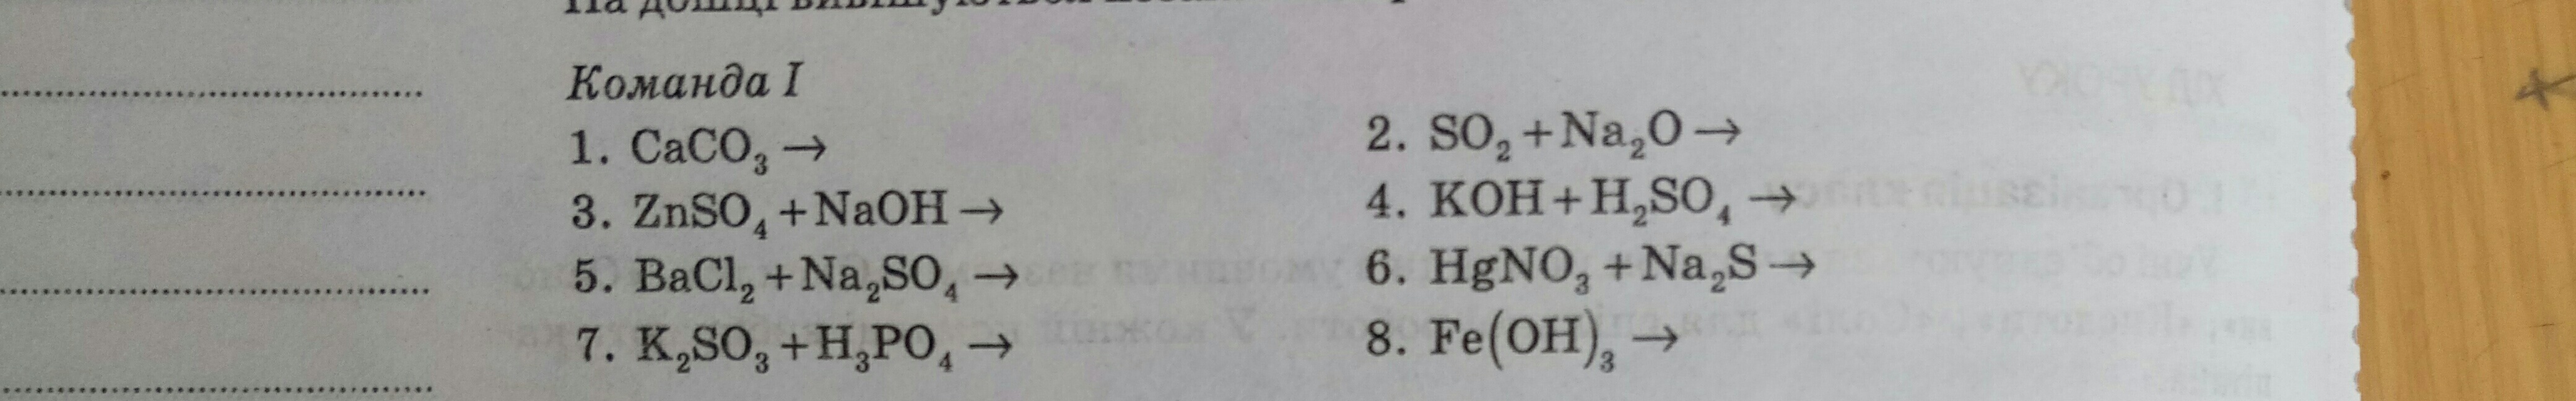 Команда I
1. CaCO₃ →
2. SO₂ + Na₂O →
3. ZnSO₄ + NaOH →
4. KOH + H₂SO₄ →
5. BaCl₂ + Na₂SO₄ →
6. HgNO₃ + Na₂S →
7. K₂SO₃ + H₃PO₄ →
8. Fe(OH)₃ →